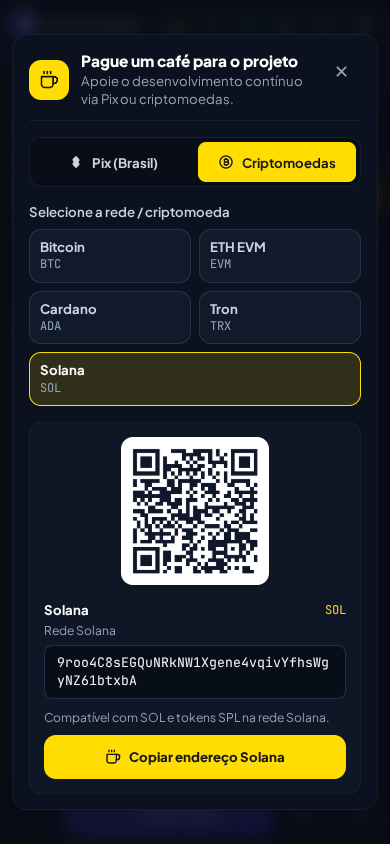 Pague um café para o projeto
Apoie o desenvolvimento contínuo
via Pix ou criptomoedas.
Pix (Brasil)
Criptomoedas
Selecione a rede / criptomoeda
Bitcoin
BTC
ETH EVM
EVM
Cardano
ADA
Tron
TRX
Solana
SOL
Solana
SOL
Rede Solana
9roo4C8sEGQuNRkNW1Xgene4vqivYfhsWg
yNZ61btxbA
Compatível com SOL e tokens SPL na rede Solana.
Copiar endereço Solana